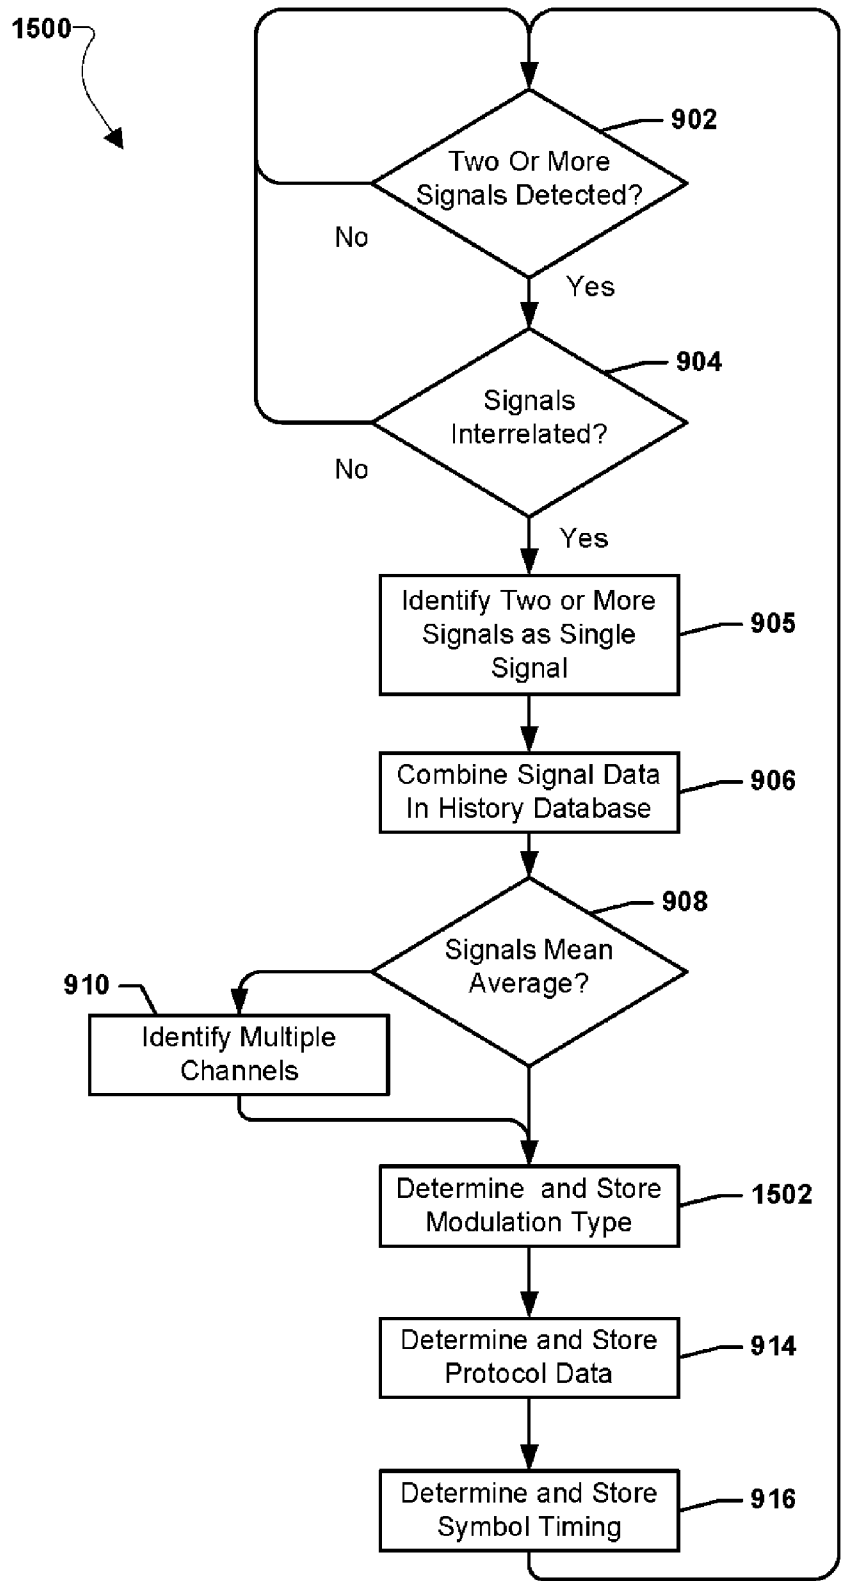 1500
902
Two Or More
Signals Detected?
No
Yes
904
Signals
Interrelated?
No
Yes
Identify Two or More
Signals as Single
Signal
905
Combine Signal Data
In History Database
906
908
Signals Mean
Average?
910
Identify Multiple
Channels
Determine and Store
Modulation Type
1502
Determine and Store
Protocol Data
914
Determine and Store
Symbol Timing
916